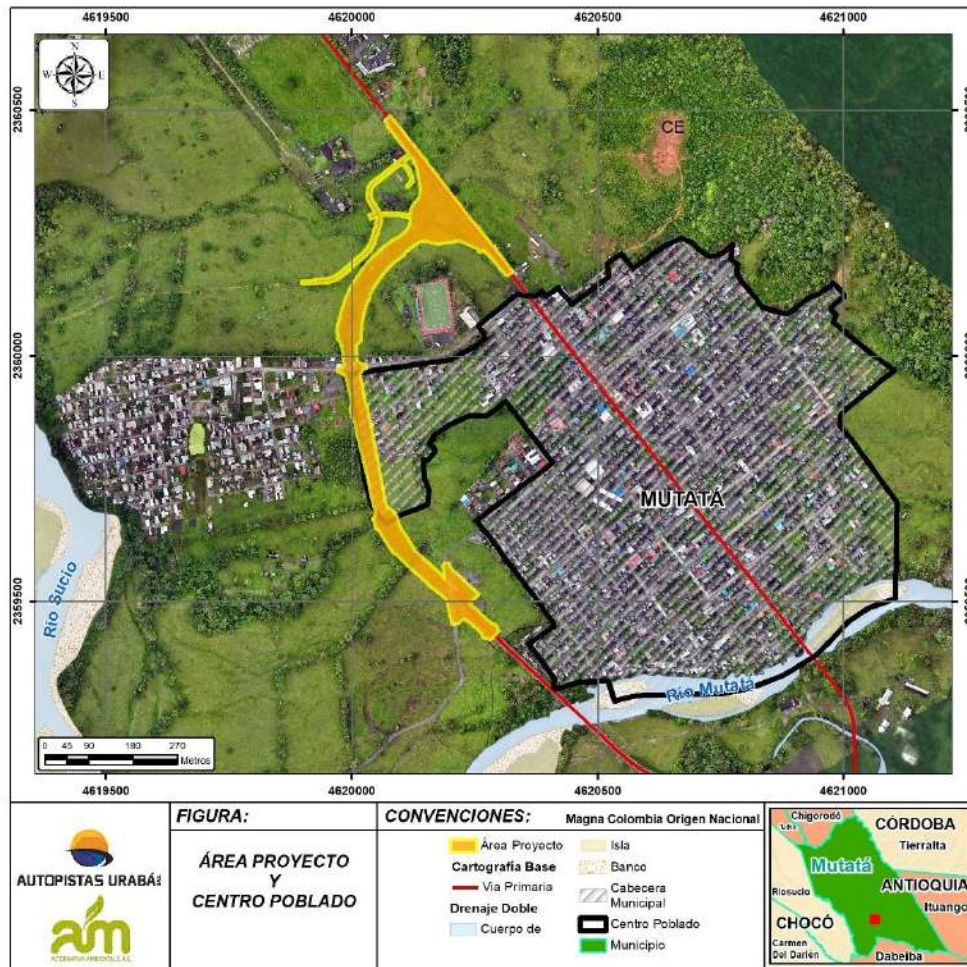 4619500 4620000 4620500 4621000
N
W E
S
2360500
CE
2360000 2360000
MUTATÁ
2359500 2359500
Río Sucio
Río Mutatá
0 45 90 180 270
Metros
4619500 4620000 4620500 4621000
FIGURA:
ÁREA PROYECTO
Y
CENTRO POBLADO
CONVENCIONES: Magna Colombia Origen Nacional
Área Proyecto
Cartografía Base
Via Primaria
Drenaje Doble
Cuerpo de
Isla
Banco
Cabecera
Municipal
Centro Poblado
Municipio
AUTOPISTAS URABÁ
Chigorodó
CÓRDOBA
Tierralta
Mutatá
Riosucio
ANTIOQUIA
Ituango
CHOCÓ
Carmen
Del Darién
Dabeiba